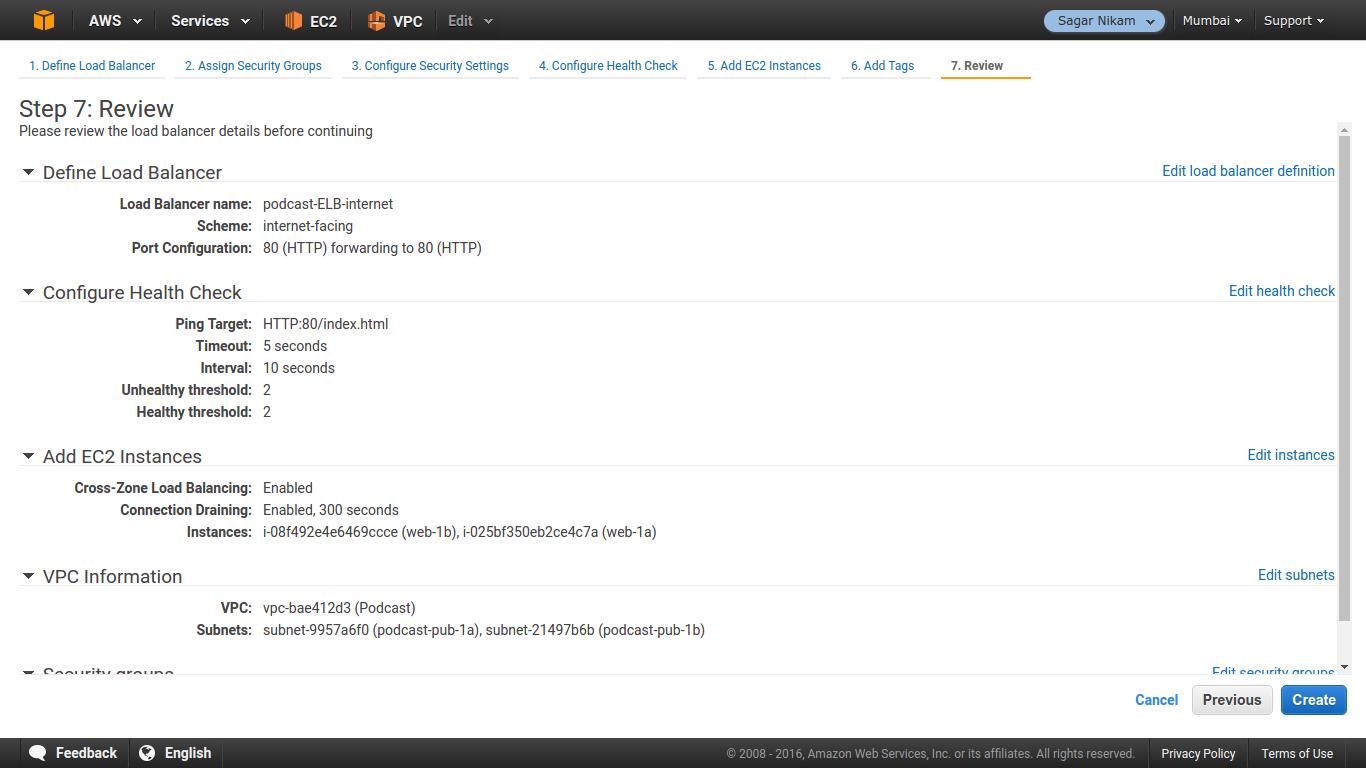 AWS Services EC2 VPC Edit Sagar Nikam Mumbai Support
1. Define Load Balancer 2. Assign Security Groups 3. Configure Security Settings 4. Configure Health Check 5. Add EC2 Instances 6. Add Tags 7. Review
Step 7: Review
Please review the load balancer details before continuing
Define Load Balancer Edit load balancer definition
Load Balancer name: podcast-ELB-internet
Scheme: internet-facing
Port Configuration: 80 (HTTP) forwarding to 80 (HTTP)
Configure Health Check Edit health check
Ping Target: HTTP:80/index.html
Timeout: 5 seconds
Interval: 10 seconds
Unhealthy threshold: 2
Healthy threshold: 2
Add EC2 Instances Edit instances
Cross-Zone Load Balancing: Enabled
Connection Draining: Enabled, 300 seconds
Instances: i-08f492e4e6469ccce (web-1b), i-025bf350eb2ce4c7a (web-1a)
VPC Information Edit subnets
VPC: vpc-bae412d3 (Podcast)
Subnets: subnet-9957a6f0 (podcast-pub-1a), subnet-21497b6b (podcast-pub-1b)
Security groups Edit security groups
Cancel Previous Create
Feedback English © 2008 - 2016, Amazon Web Services, Inc. or its affiliates. All rights reserved. Privacy Policy Terms of Use